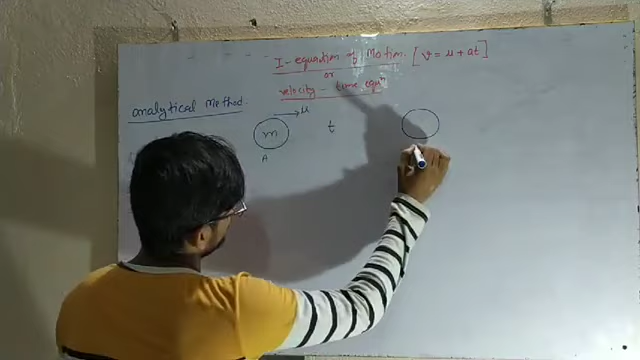 I - equation of Motion. [ v = u + at ]
or
velocity - time eqn
analytical Method.
u
m t
A